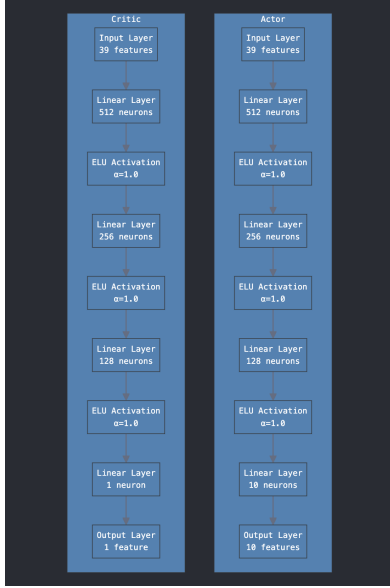 Critic
Input Layer
39 features
Linear Layer
512 neurons
ELU Activation
α=1.0
Linear Layer
256 neurons
ELU Activation
α=1.0
Linear Layer
128 neurons
ELU Activation
α=1.0
Linear Layer
1 neuron
Output Layer
1 feature
Actor
Input Layer
39 features
Linear Layer
512 neurons
ELU Activation
α=1.0
Linear Layer
256 neurons
ELU Activation
α=1.0
Linear Layer
128 neurons
ELU Activation
α=1.0
Linear Layer
10 neurons
Output Layer
10 features